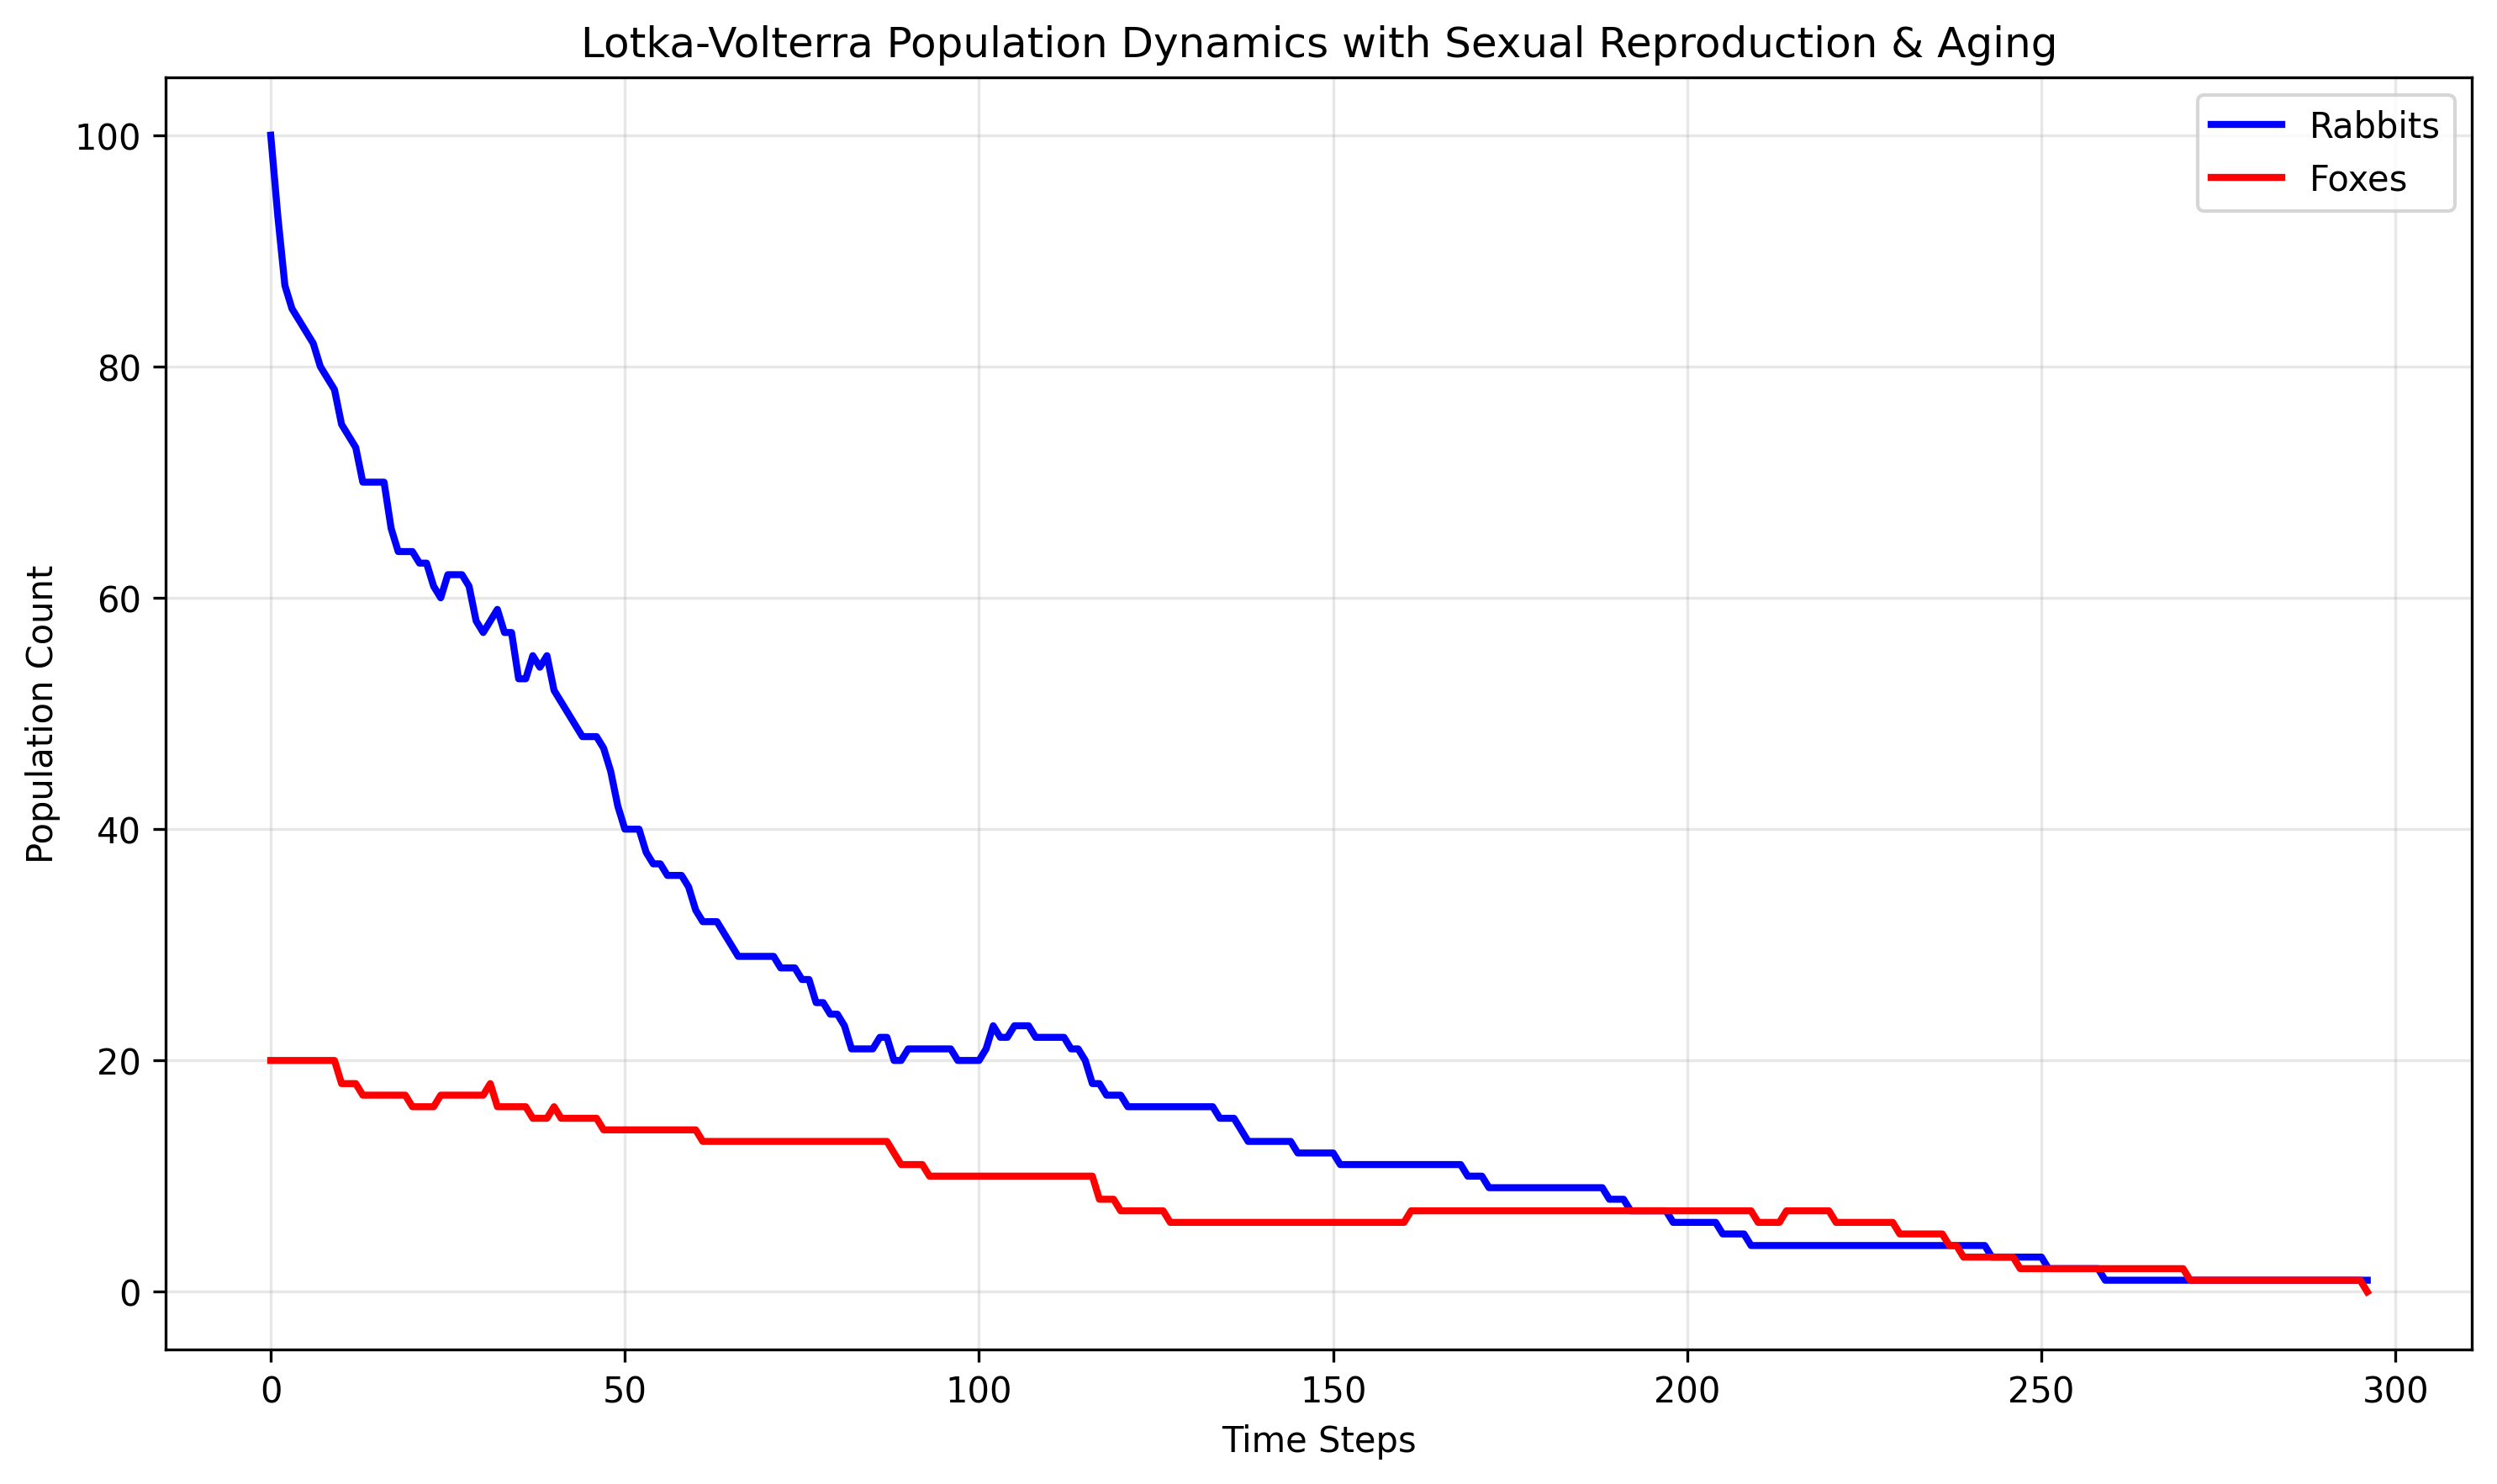 Lotka-Volterra Population Dynamics with Sexual Reproduction & Aging
Rabbits
Foxes
Population Count
100
80
60
40
20
0
0 50 100 150 200 250 300
Time Steps